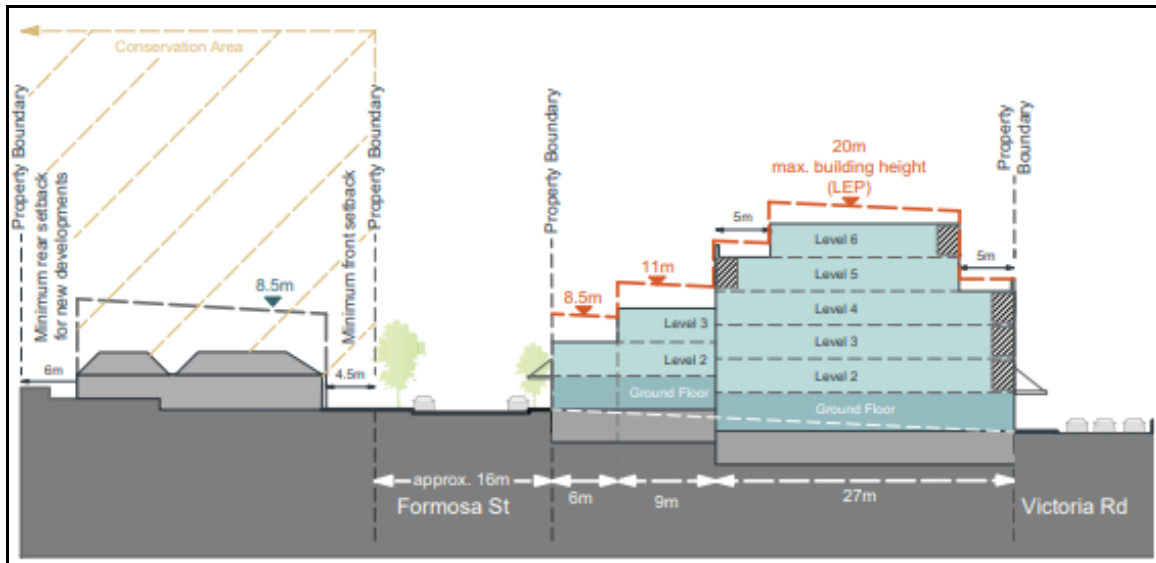 Conservation Area
Property Boundary
Minimum rear setback
for new developments
Minimum front setback
Property Boundary
Property Boundary
Property
Boundary
20m
max. building height
(LEP)
5m
Level 6
5m
11m
Level 5
8.5m
8.5m
Level 4
Level 3
Level 3
Level 2
Level 2
6m
4.5m
Ground Floor
Ground Floor
approx. 16m
6m
9m
27m
Formosa St
Victoria Rd